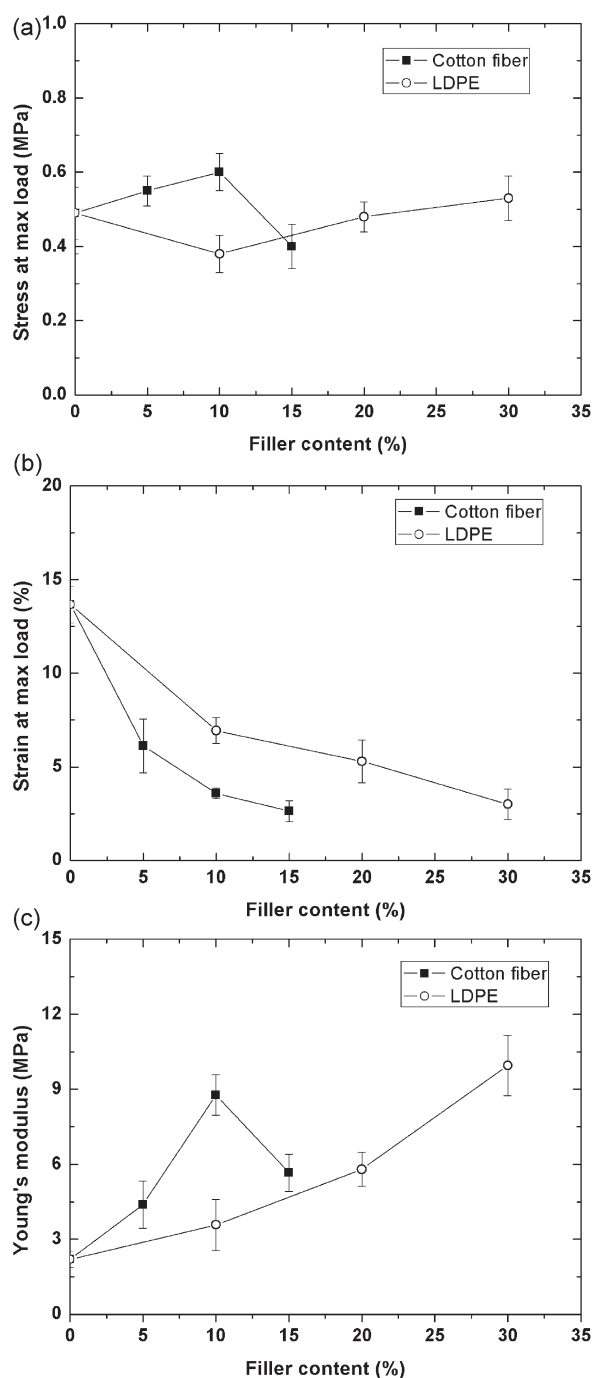 (a)
1.0
0.8
0.6
0.4
0.2
0.0
Stress at max load (MPa)
Cotton fiber
LDPE
0 5 10 15 20 25 30 35
Filler content (%)
(b)
20
15
10
5
0
Strain at max load (%)
Cotton fiber
LDPE
0 5 10 15 20 25 30 35
Filler content (%)
(c)
15
12
9
6
3
0
Young's modulus (MPa)
Cotton fiber
LDPE
0 5 10 15 20 25 30 35
Filler content (%)